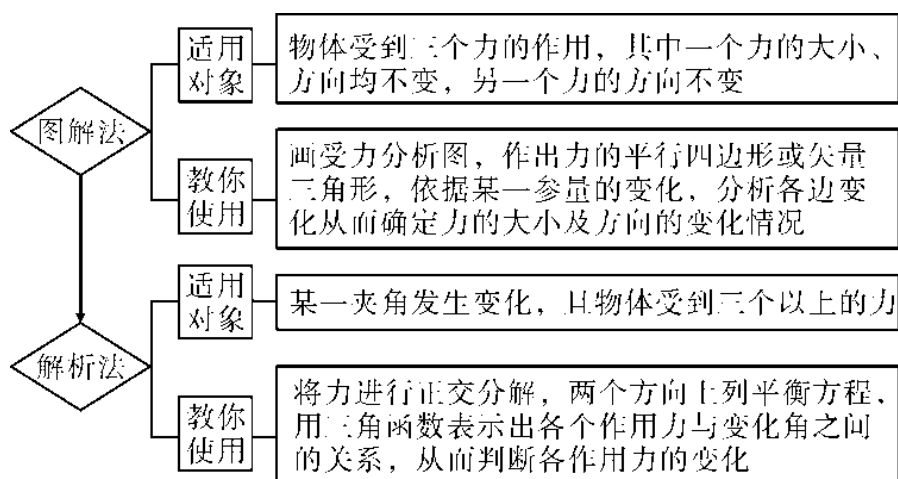 图解法
适用
对象
物体受到三个力的作用，其中一个力的大小、
方向均不变，另一个力的方向不变
教你
使用
画受力分析图，作出力的平行四边形或矢量
三角形，依据某一参量的变化，分析各边变
化从而确定力的大小及方向的变化情况
解析法
适用
对象
某一夹角发生变化，且物体受到三个以上的力
教你
使用
将力进行正交分解，两个方向上列平衡方程，
用三角函数表示出各个作用力与变化角之间
的关系，从而判断各作用力的变化